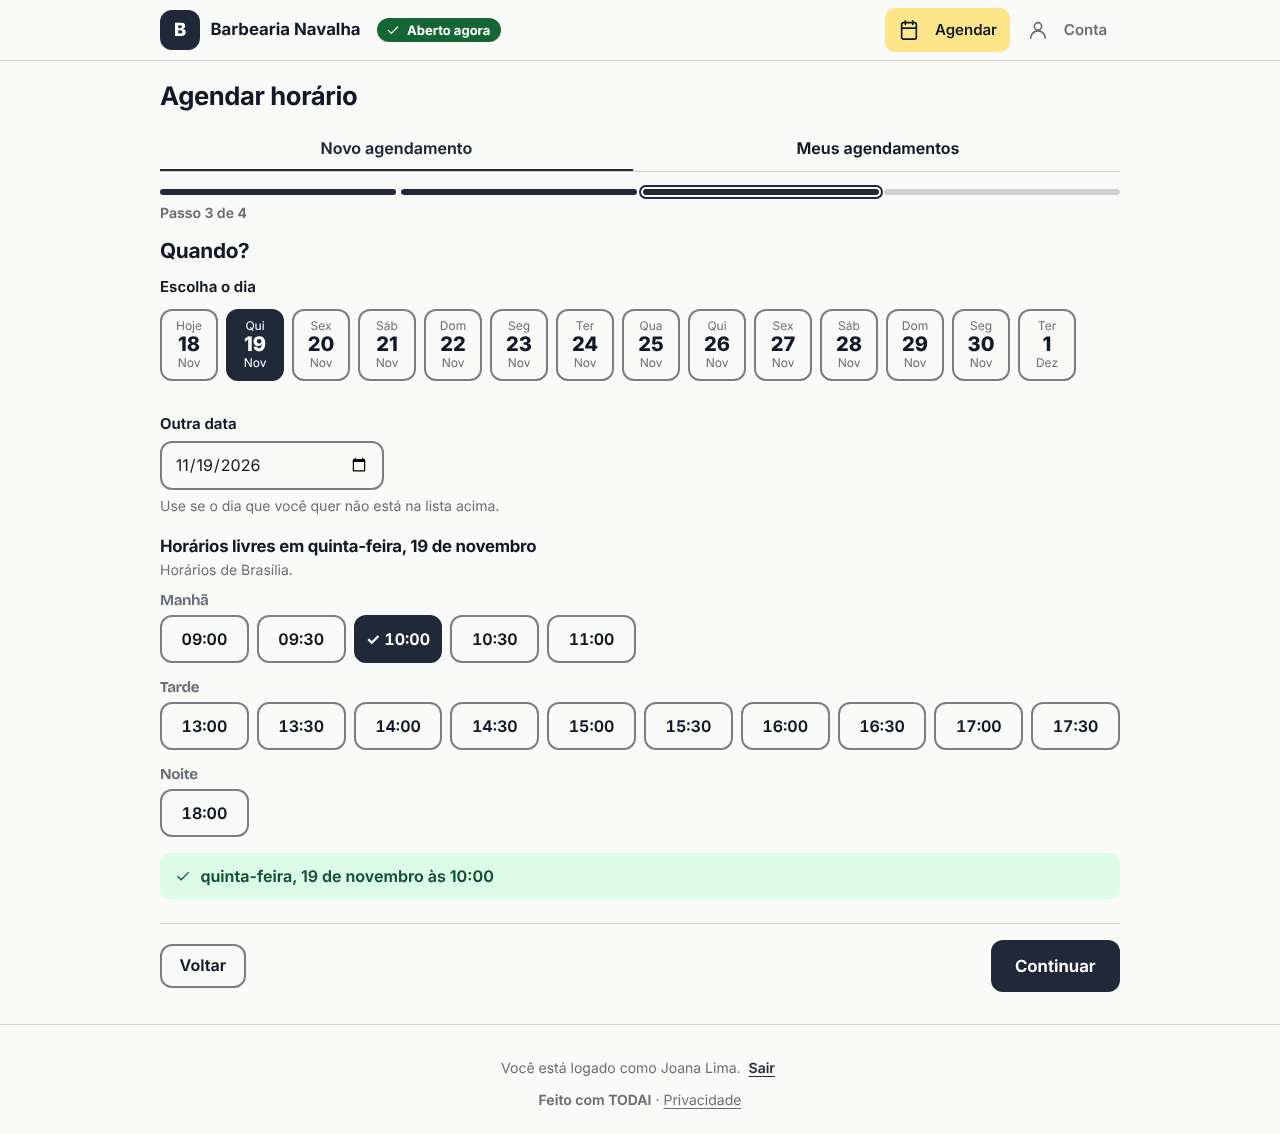 B Barbearia Navalha Aberto agora Agendar Conta
Agendar horário
Novo agendamento Meus agendamentos
Passo 3 de 4
Quando?
Escolha o dia
Hoje Qui Sex Sáb Dom Seg Ter Qua Qui Sex Sáb Dom Seg Ter
18 19 20 21 22 23 24 25 26 27 28 29 30 1
Nov Nov Nov Nov Nov Nov Nov Nov Nov Nov Nov Nov Nov Dez
Outra data
11/19/2026
Use se o dia que você quer não está na lista acima.
Horários livres em quinta-feira, 19 de novembro
Horários de Brasília.
Manhã
09:00 09:30 ✓ 10:00 10:30 11:00
Tarde
13:00 13:30 14:00 14:30 15:00 15:30 16:00 16:30 17:00 17:30
Noite
18:00
quinta-feira, 19 de novembro às 10:00
Voltar Continuar
Você está logado como Joana Lima. Sair
Feito com TODAI · Privacidade